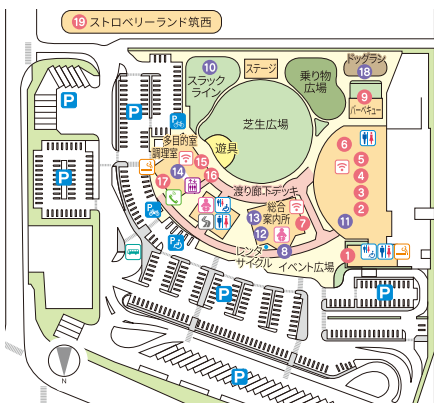 19 ストロベリーランド筑西
10
スラック
ライン
ステージ
乗り物
広場
ドッグラン
18
9
バーベキュー
芝生広場
P
P
P
P
多目的室
調理室
遊具
15
14
16
17
6
5
4
3
2
11
渡り廊下デッキ
総合
案内所
13
12
7
8
1
レンタ
サイクル
イベント広場
P
P
P
P
N